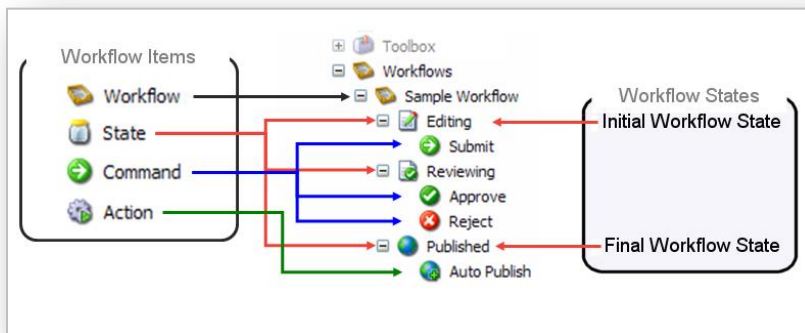 Workflow Items
Workflow
State
Command
Action
Toolbox
Workflows
Sample Workflow
Editing
Submit
Reviewing
Approve
Reject
Published
Auto Publish
Workflow States
Initial Workflow State
Final Workflow State